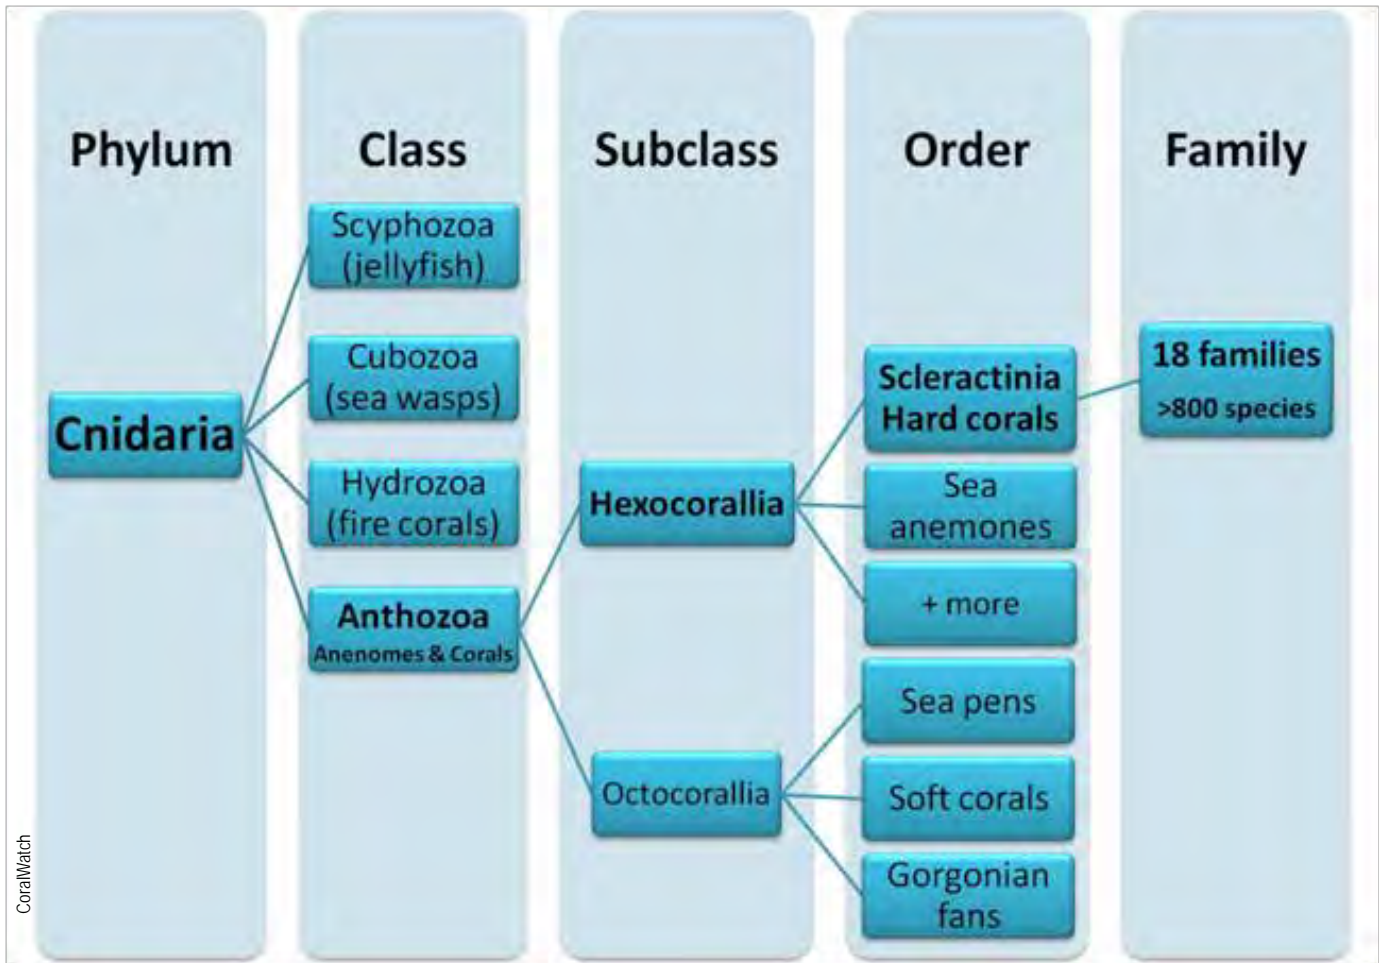 Phylum
Class
Subclass
Order
Family
Cnidaria
Scyphozoa
(jellyfish)
Cubozoa
(sea wasps)
Hydrozoa
(fire corals)
Anthozoa
Anenomes & Corals
Hexocorallia
Octocorallia
Scleractinia
Hard corals
Sea
anemones
+ more
Sea pens
Soft corals
Gorgonian
fans
18 families
>800 species
CoralWatch